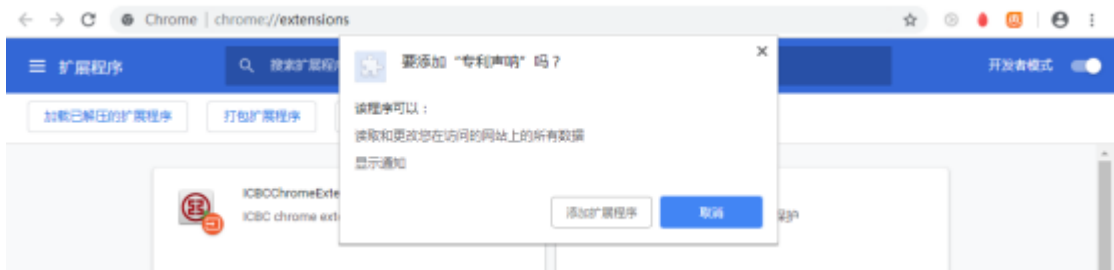 Chrome | chrome://extensions
扩展程序
搜索扩展程
开发者模式
加载已解压的扩展程序
打包扩展程序
要添加“专利声呐”吗？
该程序可以：
读取和更改您在访问的网站上的所有数据
显示通知
添加扩展程序
取消
ICBCChromeExte
ICBC chrome ext
保护